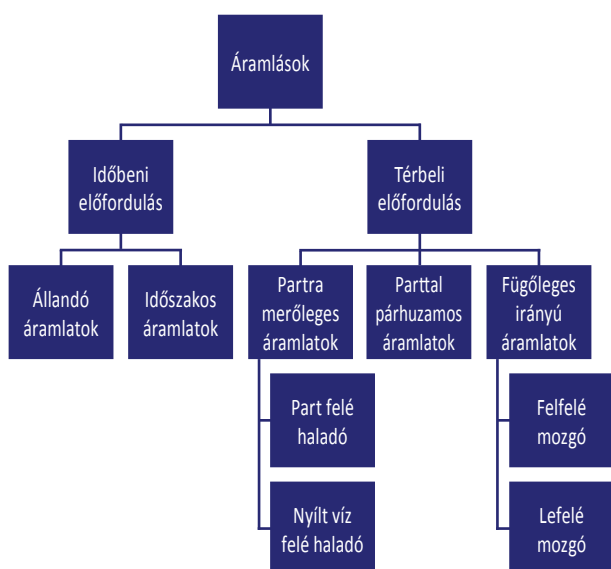 Áramlások
Időbeni
előfordulás
Térbeli
előfordulás
Állandó
áramlatok
Időszakos
áramlatok
Partra
merőleges
áramlatok
Parttal
párhuzamos
áramlatok
Fügőleges
irányú
áramlatok
Part felé
haladó
Nyílt víz
felé haladó
Felfelé
mozgó
Lefelé
mozgó